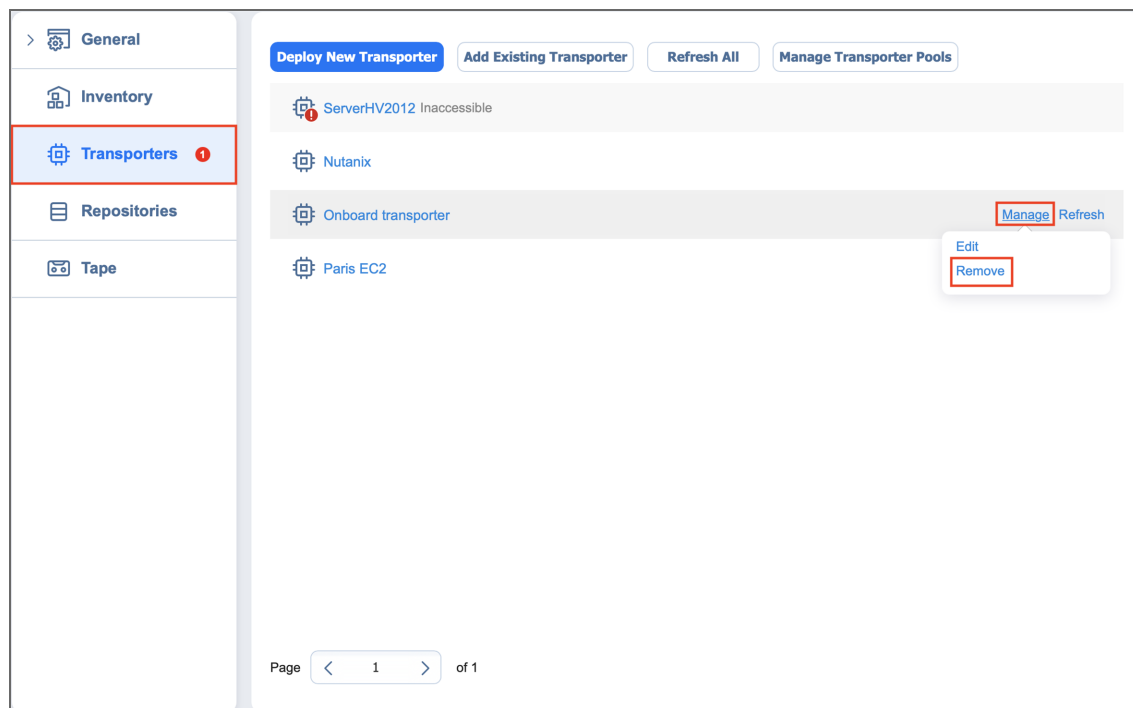 General
Inventory
Transporters 1
Repositories
Tape
Deploy New Transporter Add Existing Transporter Refresh All Manage Transporter Pools
ServerHV2012 Inaccessible
Nutanix
Onboard transporter Manage Refresh
Edit
Remove
Paris EC2
Page 1 of 1